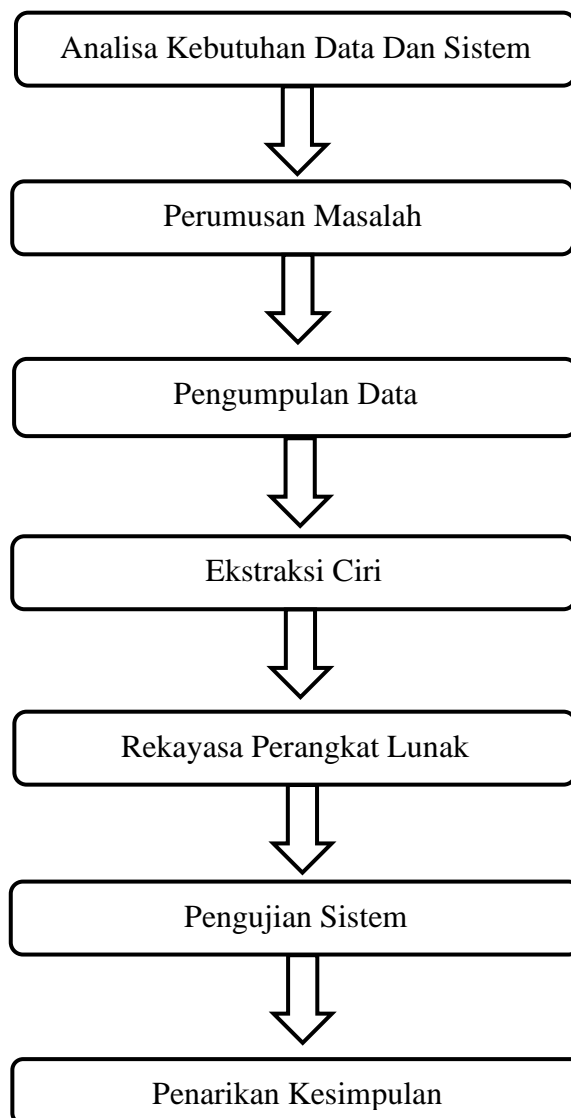 Analisa Kebutuhan Data Dan Sistem
Perumusan Masalah
Pengumpulan Data
Ekstraksi Ciri
Rekayasa Perangkat Lunak
Pengujian Sistem
Penarikan Kesimpulan